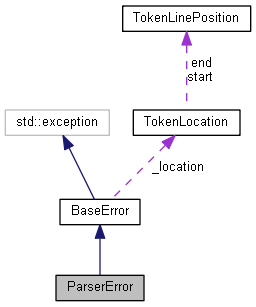 TokenLinePosition
end
start
std::exception
TokenLocation
_location
BaseError
ParserError